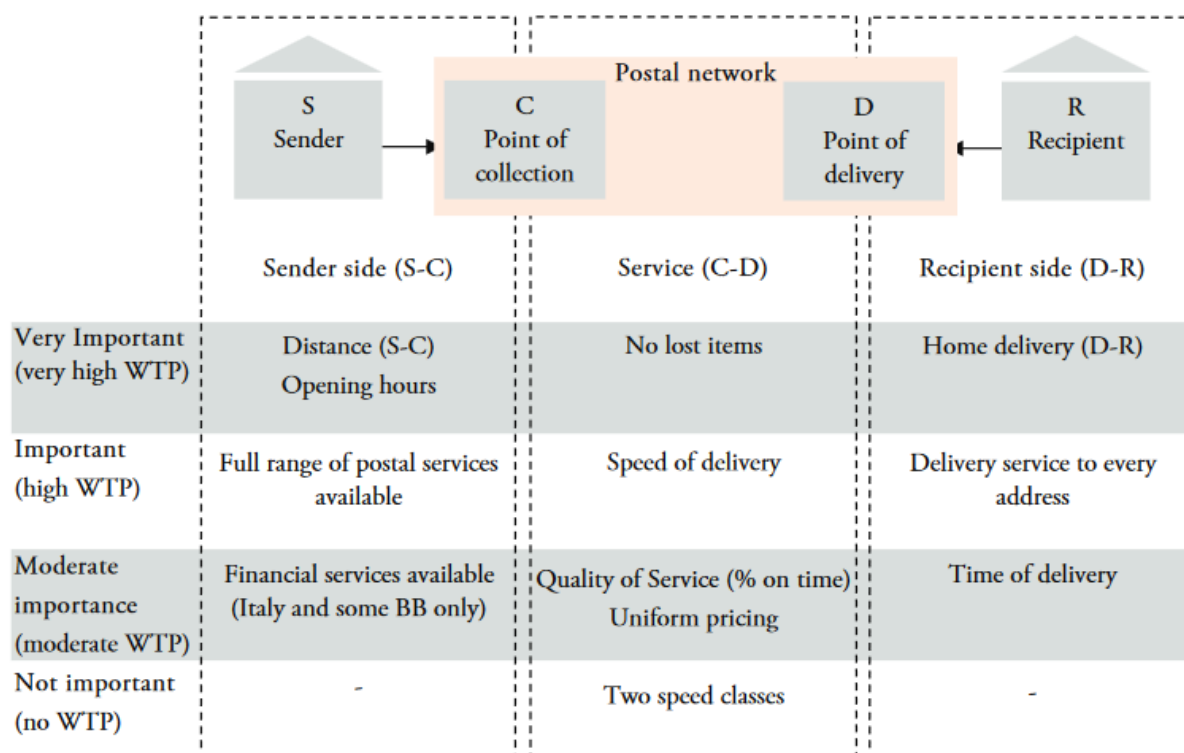 Postal network
S
Sender
C
Point of
collection
D
Point of
delivery
R
Recipient
Sender side (S-C)
Service (C-D)
Recipient side (D-R)
Very Important
(very high WTP)
Distance (S-C)
Opening hours
No lost items
Home delivery (D-R)
Important
(high WTP)
Full range of postal services
available
Speed of delivery
Delivery service to every
address
Moderate
importance
(moderate WTP)
Financial services available
(Italy and some BB only)
Quality of Service (% on time)
Uniform pricing
Time of delivery
Not important
(no WTP)
-
Two speed classes
-